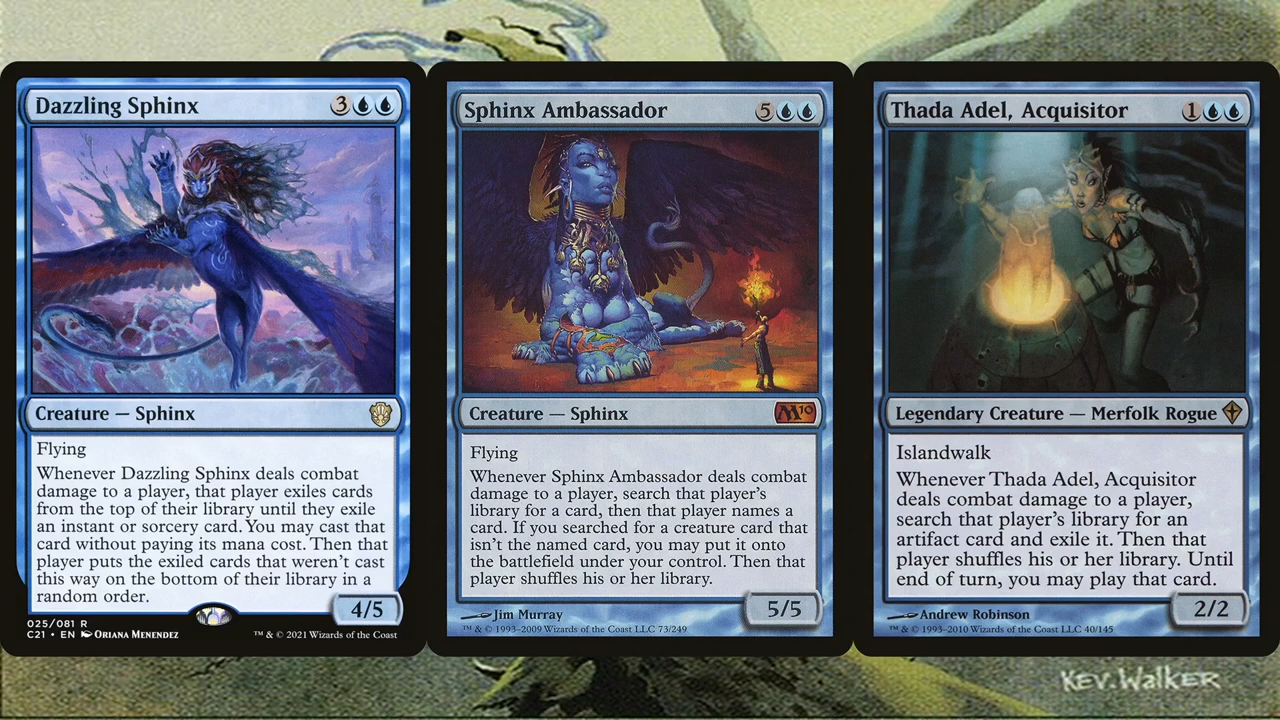 Dazzling Sphinx
3
Creature — Sphinx
Flying
Whenever Dazzling Sphinx deals combat
damage to a player, that player exiles cards
from the top of their library until they exile
an instant or sorcery card. You may cast that
card without paying its mana cost. Then that
player puts the exiled cards that weren't cast
this way on the bottom of their library in a
random order.
4/5
025/081 R
C21 • EN Oriana Menendez
™ & © 2021 Wizards of the Coast
Sphinx Ambassador
5
Creature — Sphinx
M10
Flying
Whenever Sphinx Ambassador deals combat
damage to a player, search that player's
library for a card, then that player names a
card. If you searched for a creature card that
isn't the named card, you may put it onto
the battlefield under your control. Then that
player shuffles his or her library.
5/5
Jim Murray
™ & © 1993–2009 Wizards of the Coast LLC 73/249
Thada Adel, Acquisitor
1
Legendary Creature — Merfolk Rogue
Islandwalk
Whenever Thada Adel, Acquisitor
deals combat damage to a player,
search that player's library for an
artifact card and exile it. Then that
player shuffles his or her library. Until
end of turn, you may play that card.
2/2
Andrew Robinson
™ & © 1993–2010 Wizards of the Coast LLC 40/145
Kev. Walker